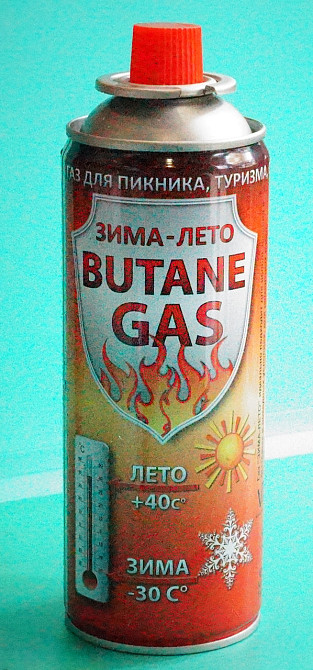 ГАЗ ДЛЯ ПИКНИКА, ТУРИЗМА,
ЗИМА-ЛЕТО
BUTANE
GAS
ЛЕТО
+40С°
ЗИМА
-30 С°